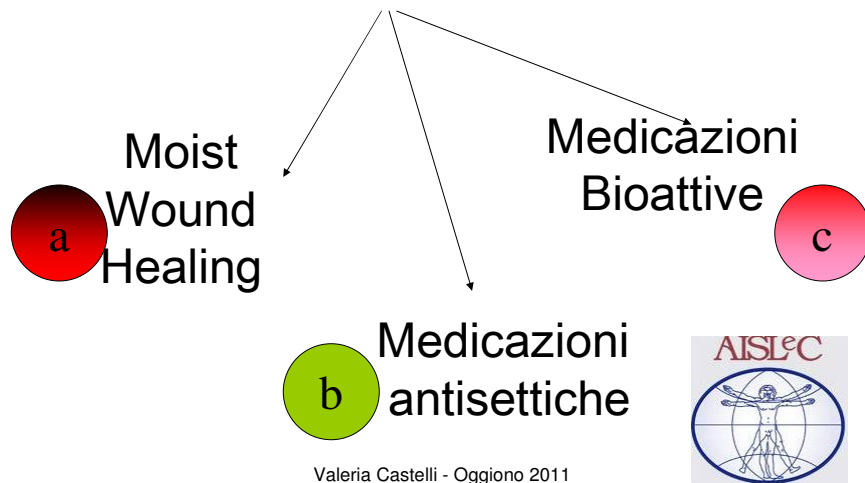 Moist
Wound
Healing
a
Medicazioni
Bioattive
c
Medicazioni
antisettiche
b
AISLeC
Valeria Castelli - Oggiono 2011